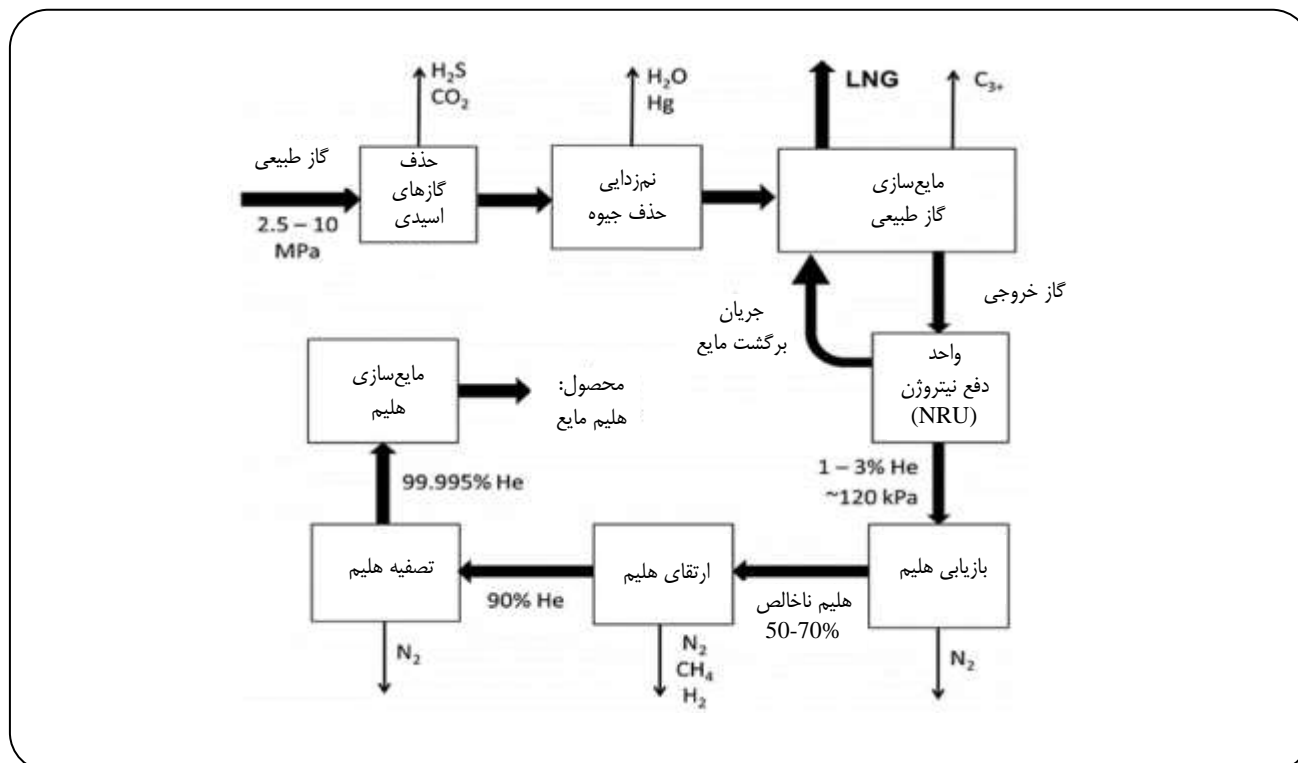 H₂S
CO₂
H₂O
Hg
LNG
C₃₊
گاز طبیعی
2.5 – 10
MPa
حذف
گازهای
اسیدی
نم‌زدایی
حذف جیوه
مایع‌سازی
گاز طبیعی
گاز خروجی
جریان
برگشت مایع
واحد
دفع نیتروژن
(NRU)
1 – 3% He
~120 kPa
بازیابی هلیم
N₂
هلیم ناخالص
50-70%
ارتقای هلیم
N₂
CH₄
H₂
90% He
تصفیه هلیم
N₂
99.995% He
مایع‌سازی
هلیم
محصول:
هلیم مایع